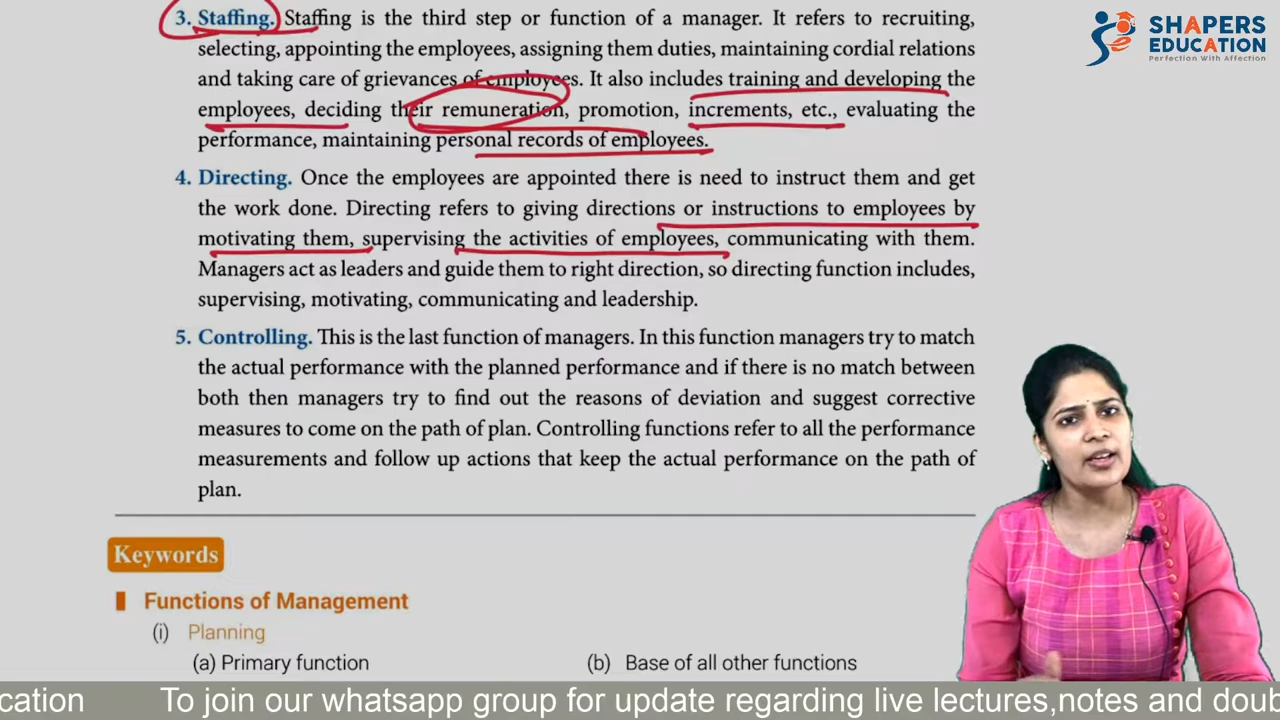 3. Staffing. Staffing is the third step or function of a manager. It refers to recruiting,
selecting, appointing the employees, assigning them duties, maintaining cordial relations
and taking care of grievances of employees. It also includes training and developing the
employees, deciding their remuneration, promotion, increments, etc., evaluating the
performance, maintaining personal records of employees.
4. Directing. Once the employees are appointed there is need to instruct them and get
the work done. Directing refers to giving directions or instructions to employees by
motivating them, supervising the activities of employees, communicating with them.
Managers act as leaders and guide them to right direction, so directing function includes,
supervising, motivating, communicating and leadership.
5. Controlling. This is the last function of managers. In this function managers try to match
the actual performance with the planned performance and if there is no match between
both then managers try to find out the reasons of deviation and suggest corrective
measures to come on the path of plan. Controlling functions refer to all the performance
measurements and follow up actions that keep the actual performance on the path of
plan.
Keywords
Functions of Management
(i) Planning
(a) Primary function (b) Base of all other functions
SHAPERS
EDUCATION
Perfection With Affection
cation To join our whatsapp group for update regarding live lectures,notes and doub